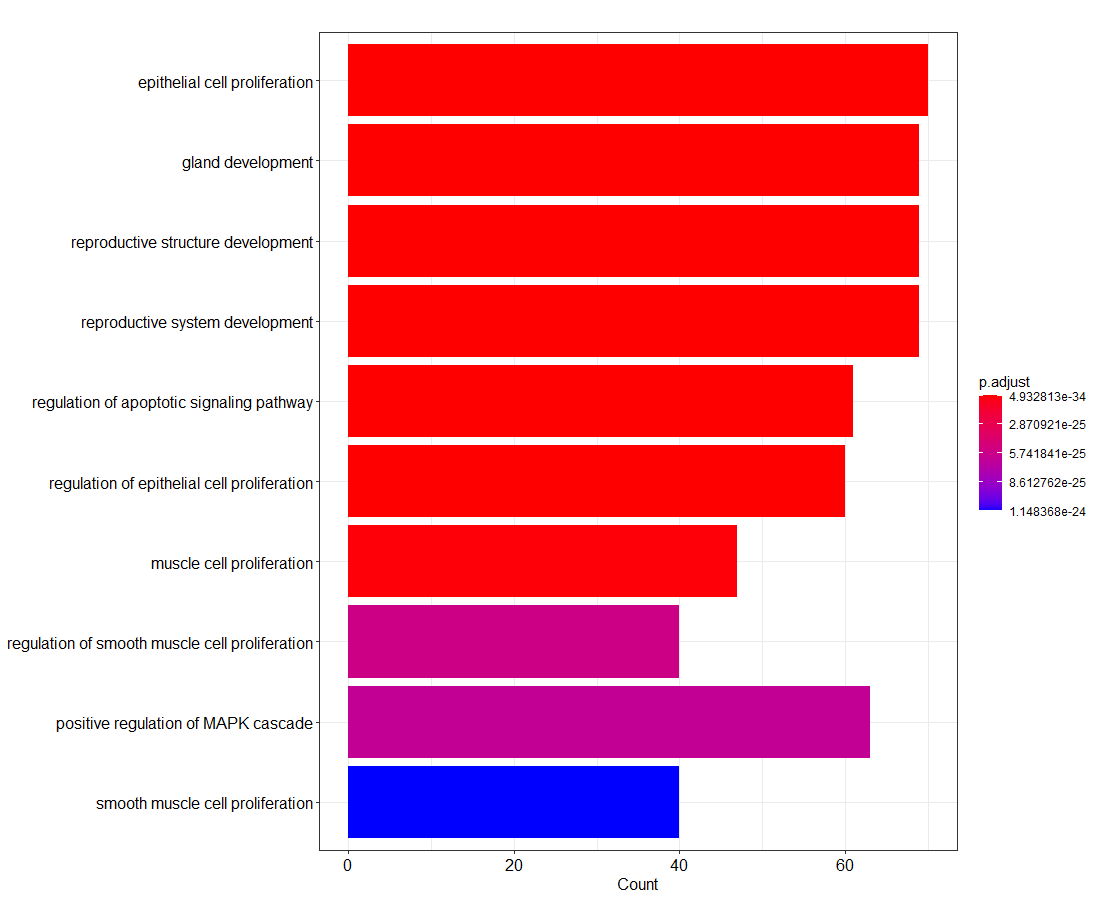 epithelial cell proliferation
gland development
reproductive structure development
reproductive system development
regulation of apoptotic signaling pathway
regulation of epithelial cell proliferation
muscle cell proliferation
regulation of smooth muscle cell proliferation
positive regulation of MAPK cascade
smooth muscle cell proliferation
0 20 40 60
Count
p.adjust
4.932813e-34
2.870921e-25
5.741841e-25
8.612762e-25
1.148368e-24